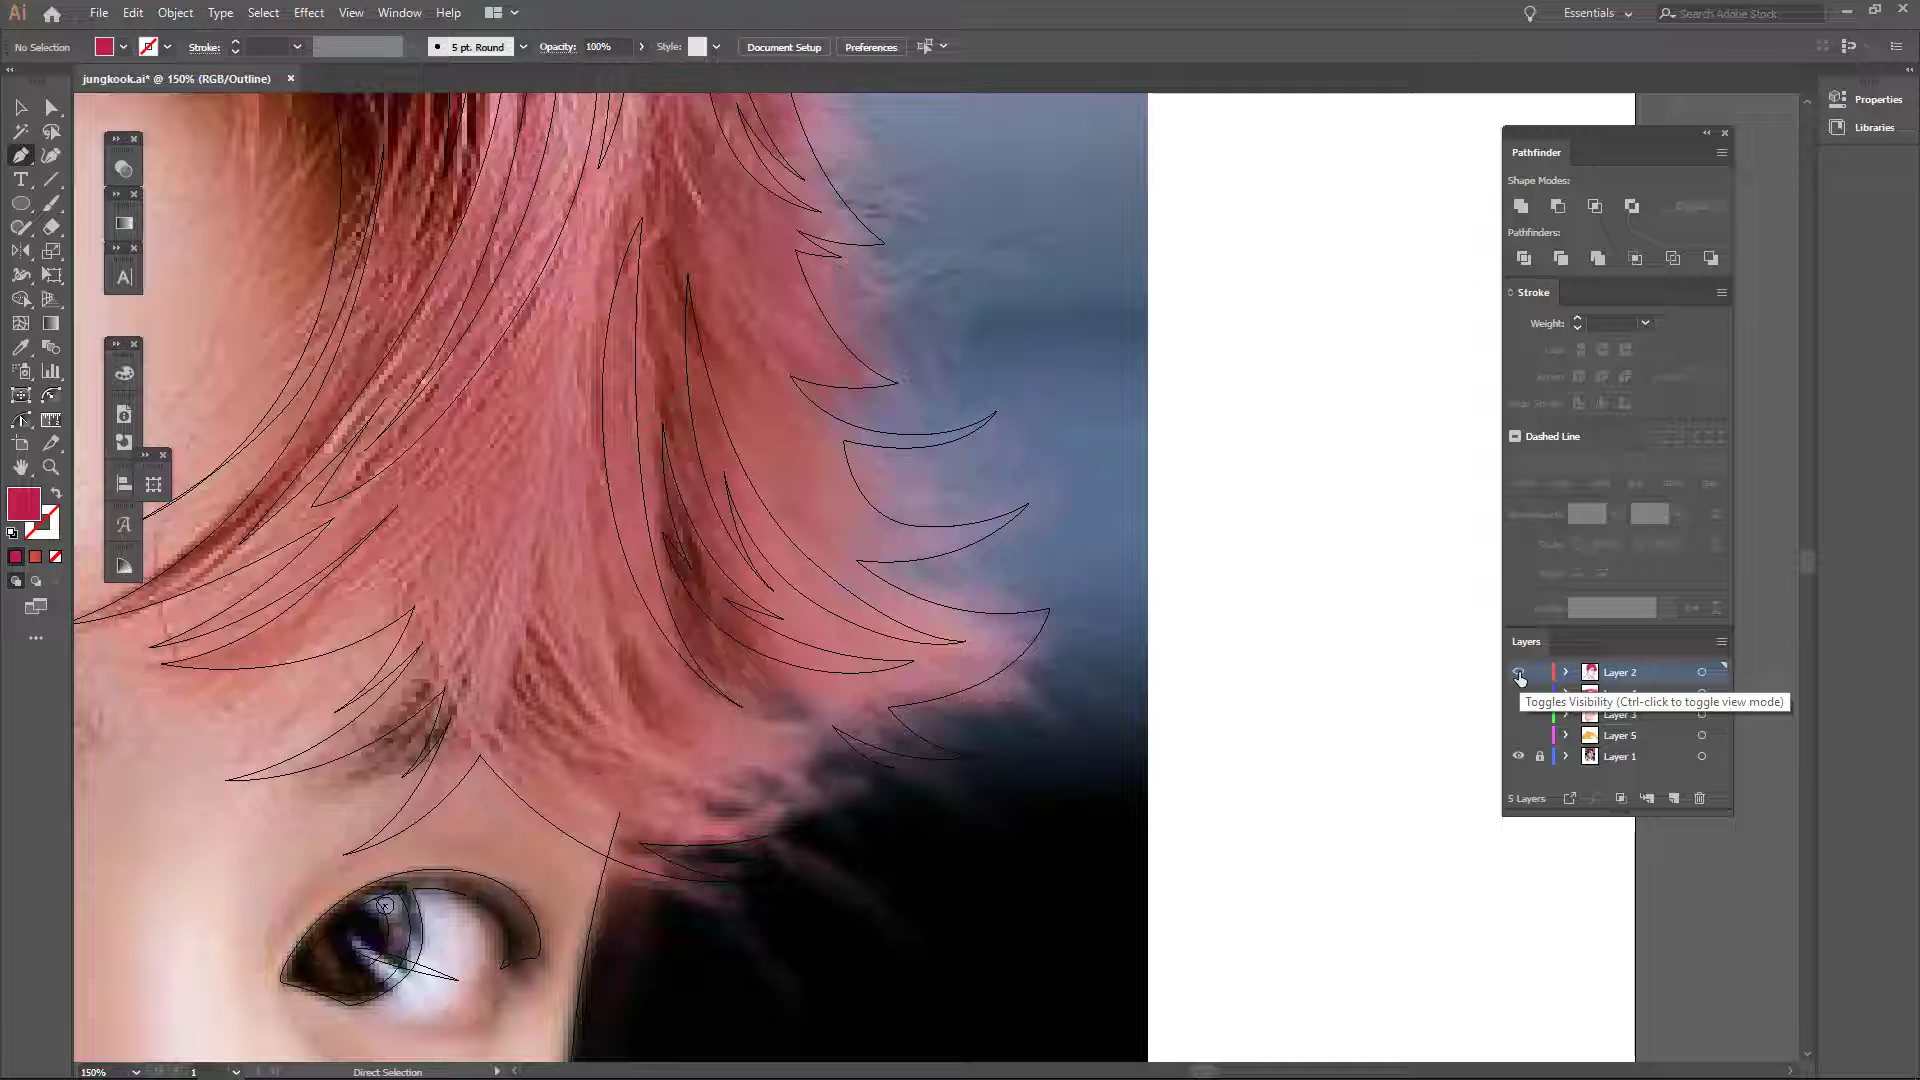 Ai File Edit Object Type Select Effect View Window Help Essentials Search Adobe Stock
No Selection Stroke: 5 pt. Round Opacity: 100% Style: Document Setup Preferences
jungkook.ai* @ 150% (RGB/Outline)
Properties
Libraries
Pathfinder
Shape Modes:
Pathfinders:
Stroke
Weight:
Dashed Line
Layers
Layer 2
Toggles Visibility (Ctrl-click to toggle view mode)
Layer 3
Layer 5
Layer 1
5 Layers
150% 1 Direct Selection